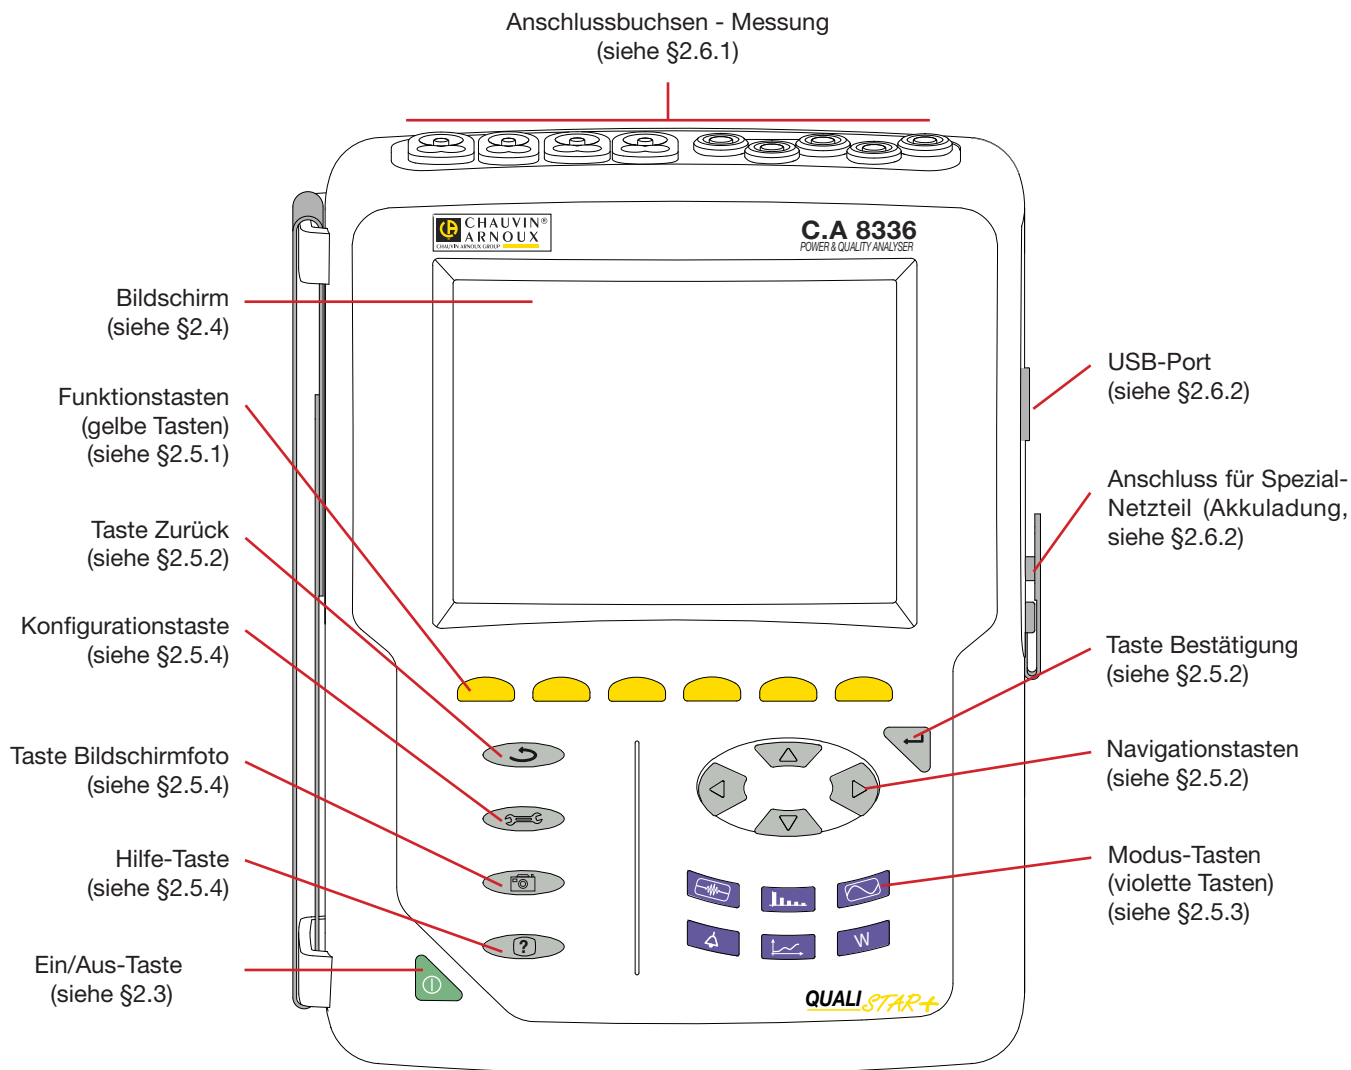 Anschlussbuchsen - Messung
(siehe §2.6.1)
CHAUVIN®
ARNOUX
CHAUVIN ARNOUX GROUP
C.A 8336
POWER & QUALITY ANALYSER
Bildschirm
(siehe §2.4)
Funktionstasten
(gelbe Tasten)
(siehe §2.5.1)
Taste Zurück
(siehe §2.5.2)
Konfigurationstaste
(siehe §2.5.4)
Taste Bildschirmfoto
(siehe §2.5.4)
Hilfe-Taste
(siehe §2.5.4)
Ein/Aus-Taste
(siehe §2.3)
USB-Port
(siehe §2.6.2)
Anschluss für Spezial-
Netzteil (Akkuladung,
siehe §2.6.2)
Taste Bestätigung
(siehe §2.5.2)
Navigationstasten
(siehe §2.5.2)
Modus-Tasten
(violette Tasten)
(siehe §2.5.3)
?
W
QUALISTAR+